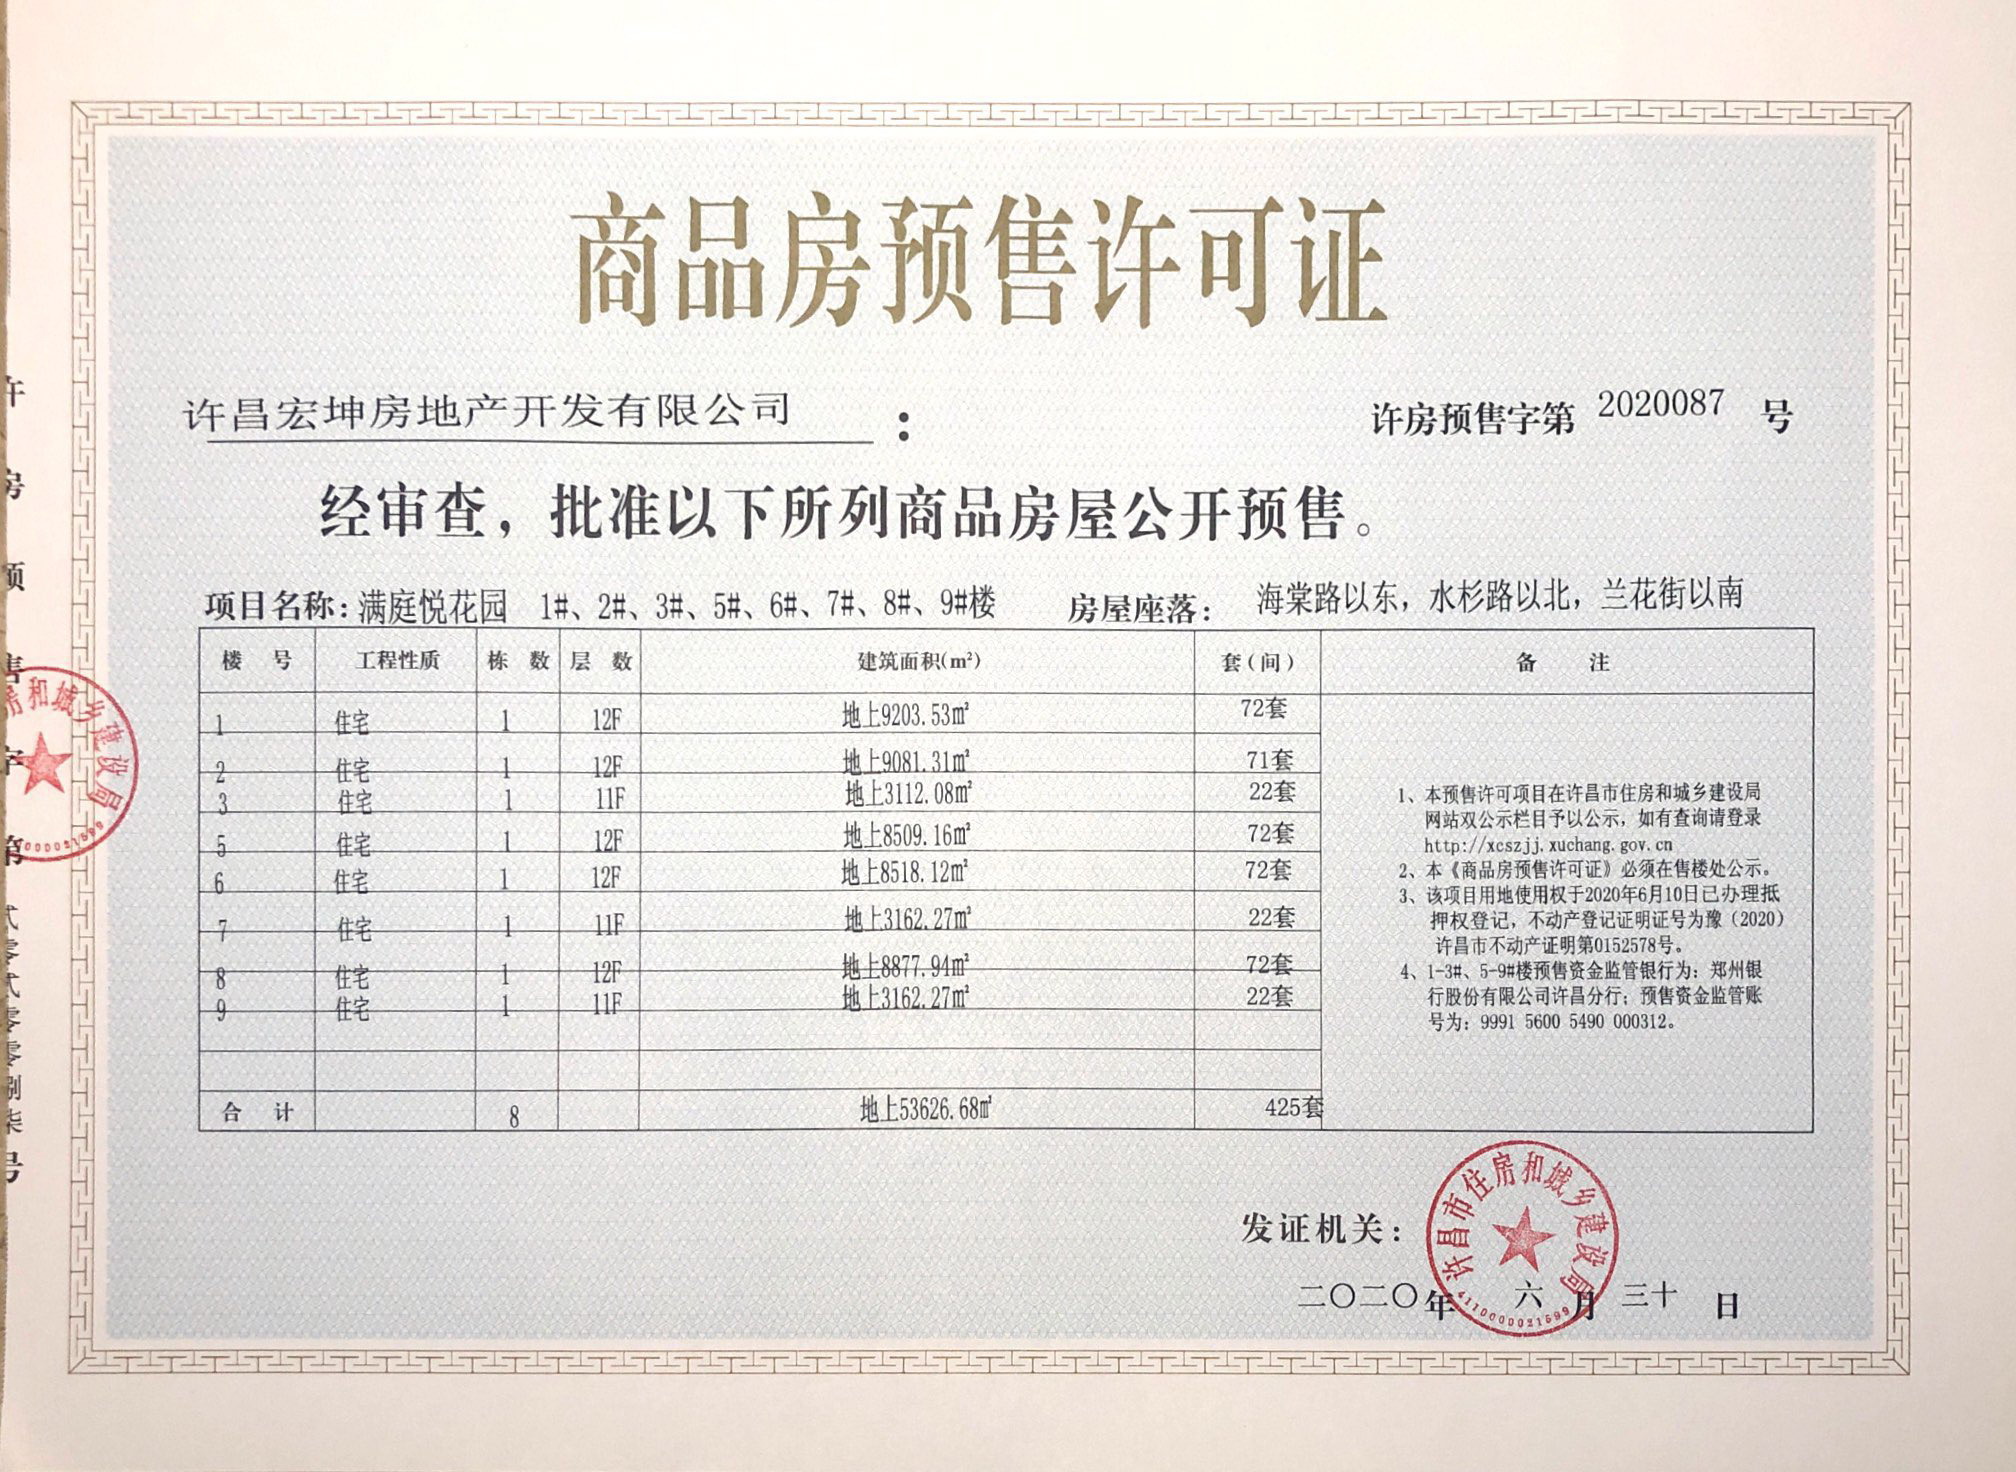 商品房预售许可证
许昌宏坤房地产开发有限公司：
许房预售字第 2020087 号
经审查，批准以下所列商品房屋公开预售。
项目名称：满庭悦花园 1#、2#、3#、5#、6#、7#、8#、9#楼 房屋座落： 海棠路以东，水杉路以北，兰花街以南
楼 号 工程性质 栋 数 层 数 建筑面积(m²) 套(间) 备 注
1 住宅 1 12F 地上9203.53㎡ 72套
2 住宅 1 12F 地上9081.31㎡ 71套
3 住宅 1 11F 地上3112.08㎡ 22套
5 住宅 1 12F 地上8509.16㎡ 72套
6 住宅 1 12F 地上8518.12㎡ 72套
7 住宅 1 11F 地上3162.27㎡ 22套
8 住宅 1 12F 地上8877.94㎡ 72套
9 住宅 1 11F 地上3162.27㎡ 22套
合 计 8 地上53626.68㎡ 425套
1、本预售许可项目在许昌市住房和城乡建设局
网站双公示栏目予以公示，如有查询请登录
http://xcszjj.xuchang.gov.cn
2、本《商品房预售许可证》必须在售楼处公示。
3、该项目用地使用权于2020年6月10日已办理抵
押权登记，不动产登记证明证号为豫（2020）
许昌市不动产证明第0152578号。
4、1-3#、5-9#楼预售资金监管银行为：郑州银
行股份有限公司许昌分行；预售资金监管账
号为：9991 5600 5490 000312。
发证机关：
许昌市住房和城乡建设局
4110000021599
二〇二〇年 六 月 三十 日
和城乡建设局